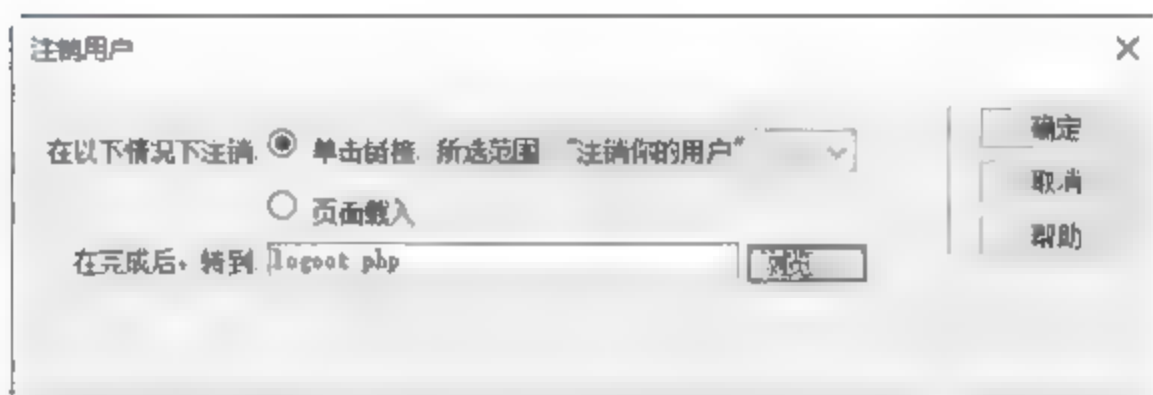 注销用户
在以下情况下注销: 单击链接 所选范围: “注销你的用户”
确定
页面载入
取消
在完成后,转到: logoot php
浏览
帮助